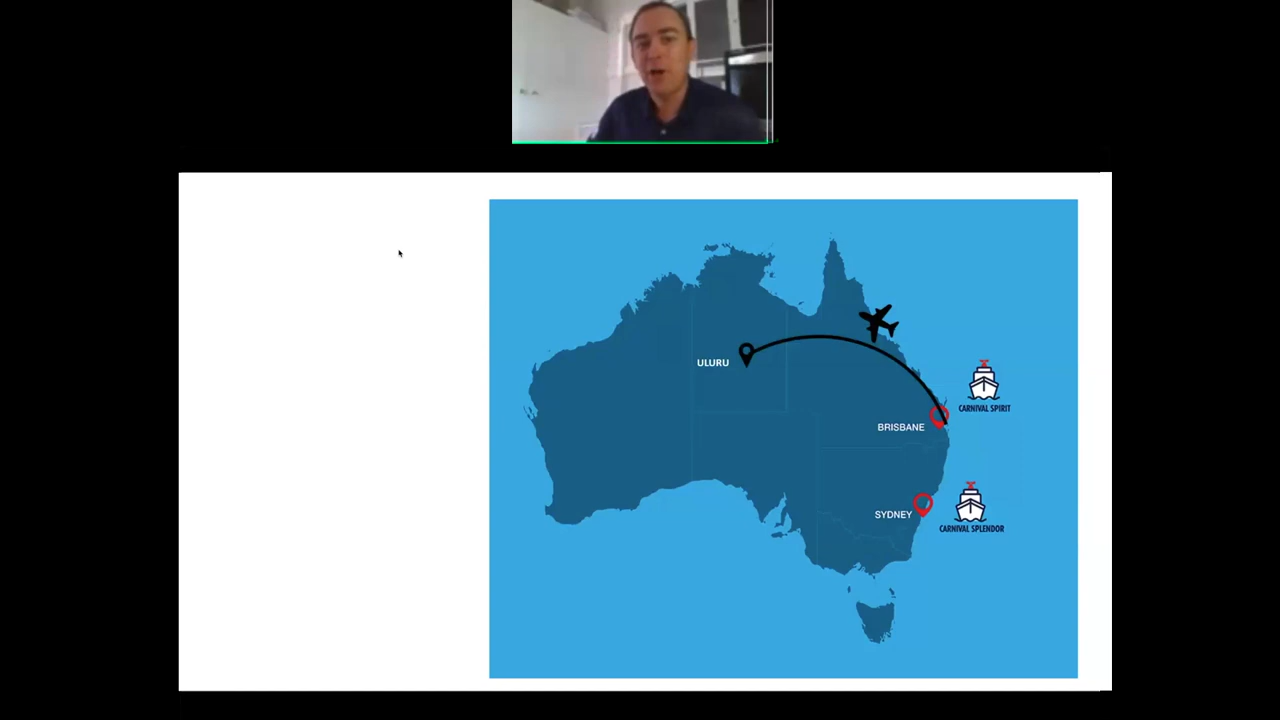 ULURU
CARNIVAL SPIRIT
BRISBANE
SYDNEY
CARNIVAL SPLENDOR